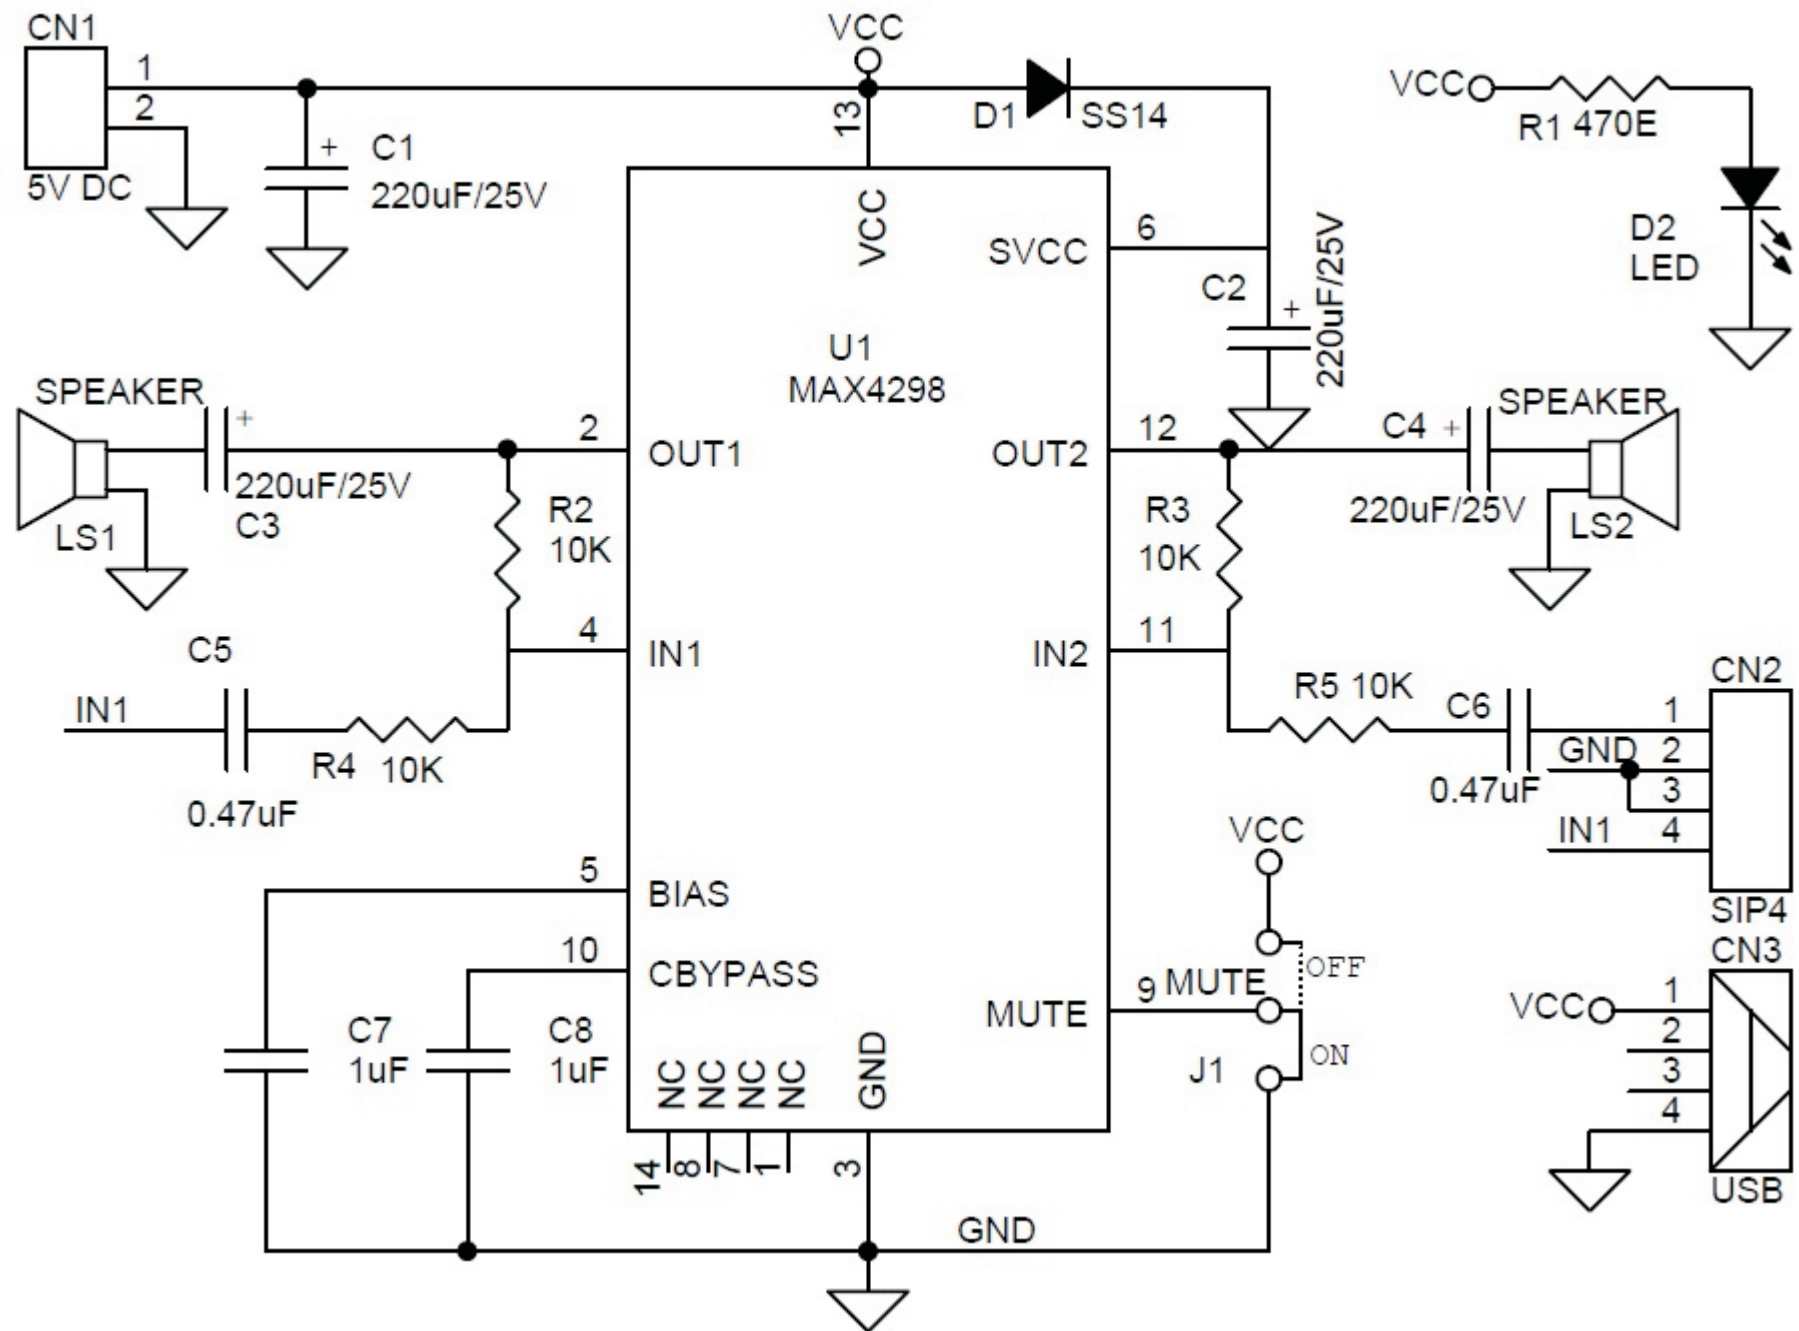 CN1
1
2
5V DC
+
C1
220uF/25V
VCC
13
D1
SS14
VCC
R1 470E
D2
LED
VCC
SVCC
6
C2
+
220uF/25V
U1
MAX4298
SPEAKER
+
220uF/25V
C3
LS1
2
OUT1
R2
10K
4
IN1
C5
IN1
R4
10K
0.47uF
OUT2
12
C4
+
SPEAKER
220uF/25V
LS2
R3
10K
IN2
11
R5 10K
C6
0.47uF
CN2
1
GND
2
3
IN1
4
SIP4
5
BIAS
10
CBYPASS
C7
1uF
C8
1uF
NC
NC
NC
NC
GND
14
8
7
1
3
MUTE
9
MUTE
VCC
OFF
ON
J1
GND
CN3
VCC
1
2
3
4
USB